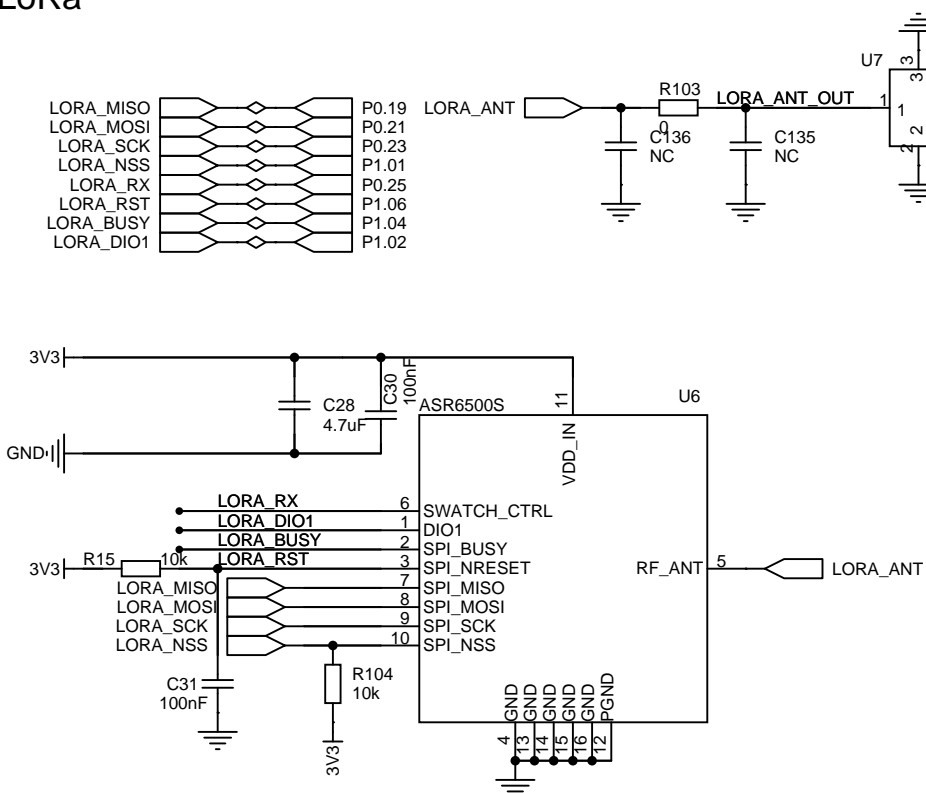 LoRa
LORA_MISO P0.19
LORA_MOSI P0.21
LORA_SCK P0.23
LORA_NSS P1.01
LORA_RX P0.25
LORA_RST P1.06
LORA_BUSY P1.04
LORA_DIO1 P1.02
LORA_ANT
R103
0
LORA_ANT_OUT
C136
NC
C135
NC
U7
1 1
3 3
2 2
3V3
GND
C28
4.7uF
C30
100nF
ASR6500S
U6
11
VDD_IN
LORA_RX 6 SWATCH_CTRL
LORA_DIO1 1 DIO1
LORA_BUSY 2 SPI_BUSY
3V3 R15 10k LORA_RST 3 SPI_NRESET
LORA_MISO 7 SPI_MISO
LORA_MOSI 8 SPI_MOSI
LORA_SCK 9 SPI_SCK
LORA_NSS 10 SPI_NSS
RF_ANT 5 LORA_ANT
C31
100nF
R104
10k
3V3
GND GND GND GND GND PGND
4 13 14 15 16 12